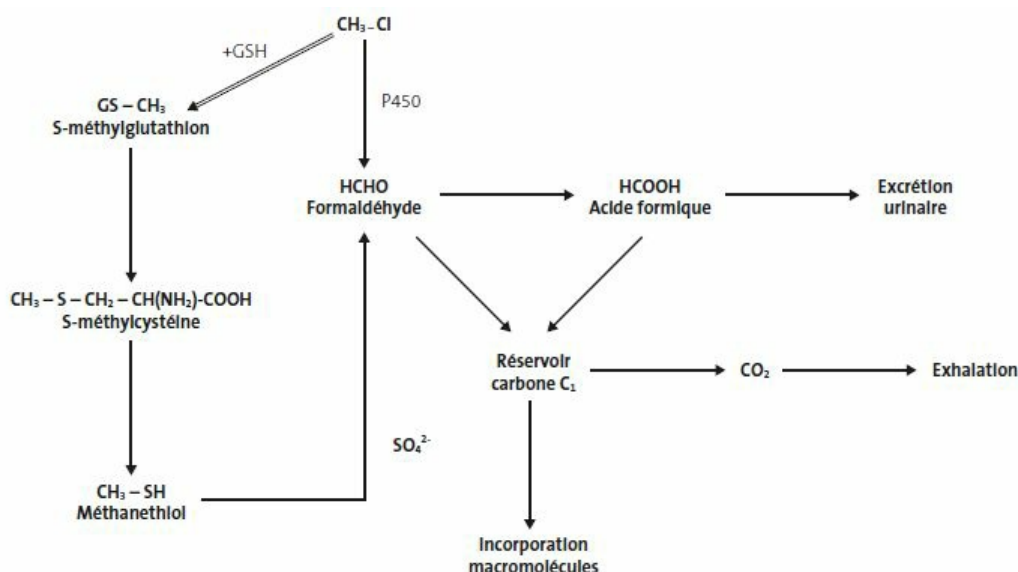 CH₃-Cl
+GSH
P450
GS – CH₃
S-méthylglutathion
HCHO
Formaldéhyde
HCOOH
Acide formique
Excrétion
urinaire
CH₃ – S – CH₂ – CH(NH₂)-COOH
S-méthylcystéine
Réservoir
carbone C₁
CO₂
Exhalation
SO₄²⁻
CH₃ – SH
Méthanethiol
Incorporation
macromolécules